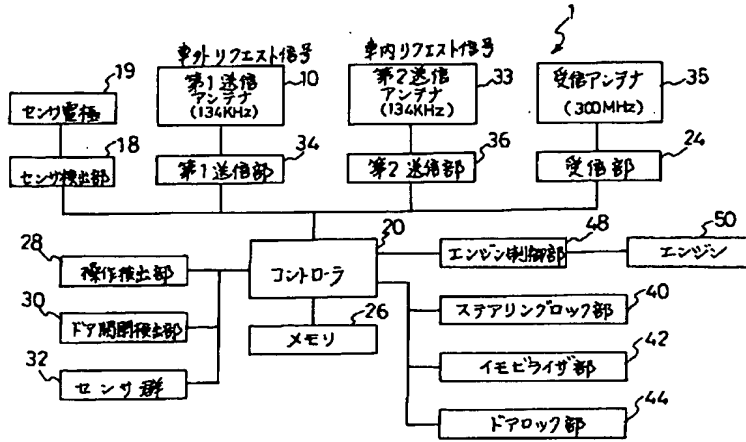 1
車外リクエスト信号
車内リクエスト信号
19
センサ電極
第1送信
アンテナ
(134KHz)
10
第2送信
アンテナ
(134KHz)
33
受信アンテナ
(300MHz)
35
センサ検出部
18
第1送信部
34
第2送信部
36
受信部
24
コントローラ
20
エンジン制御部
48
エンジン
50
28
操作検出部
30
ドア開閉検出部
32
センサ群
メモリ
26
ステアリングロック部
40
イモビライザ部
42
ドアロック部
44